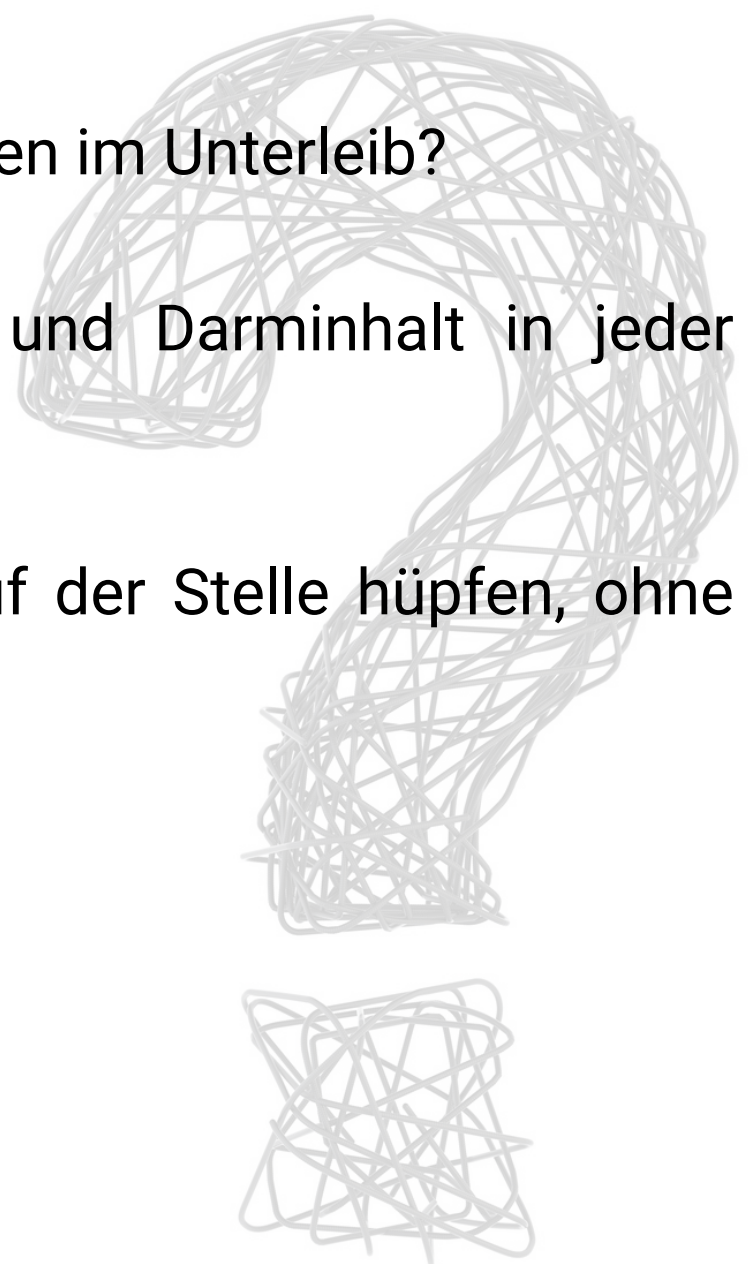 en im Unterleib?
und Darminhalt in jeder
f der Stelle hüpfen, ohne